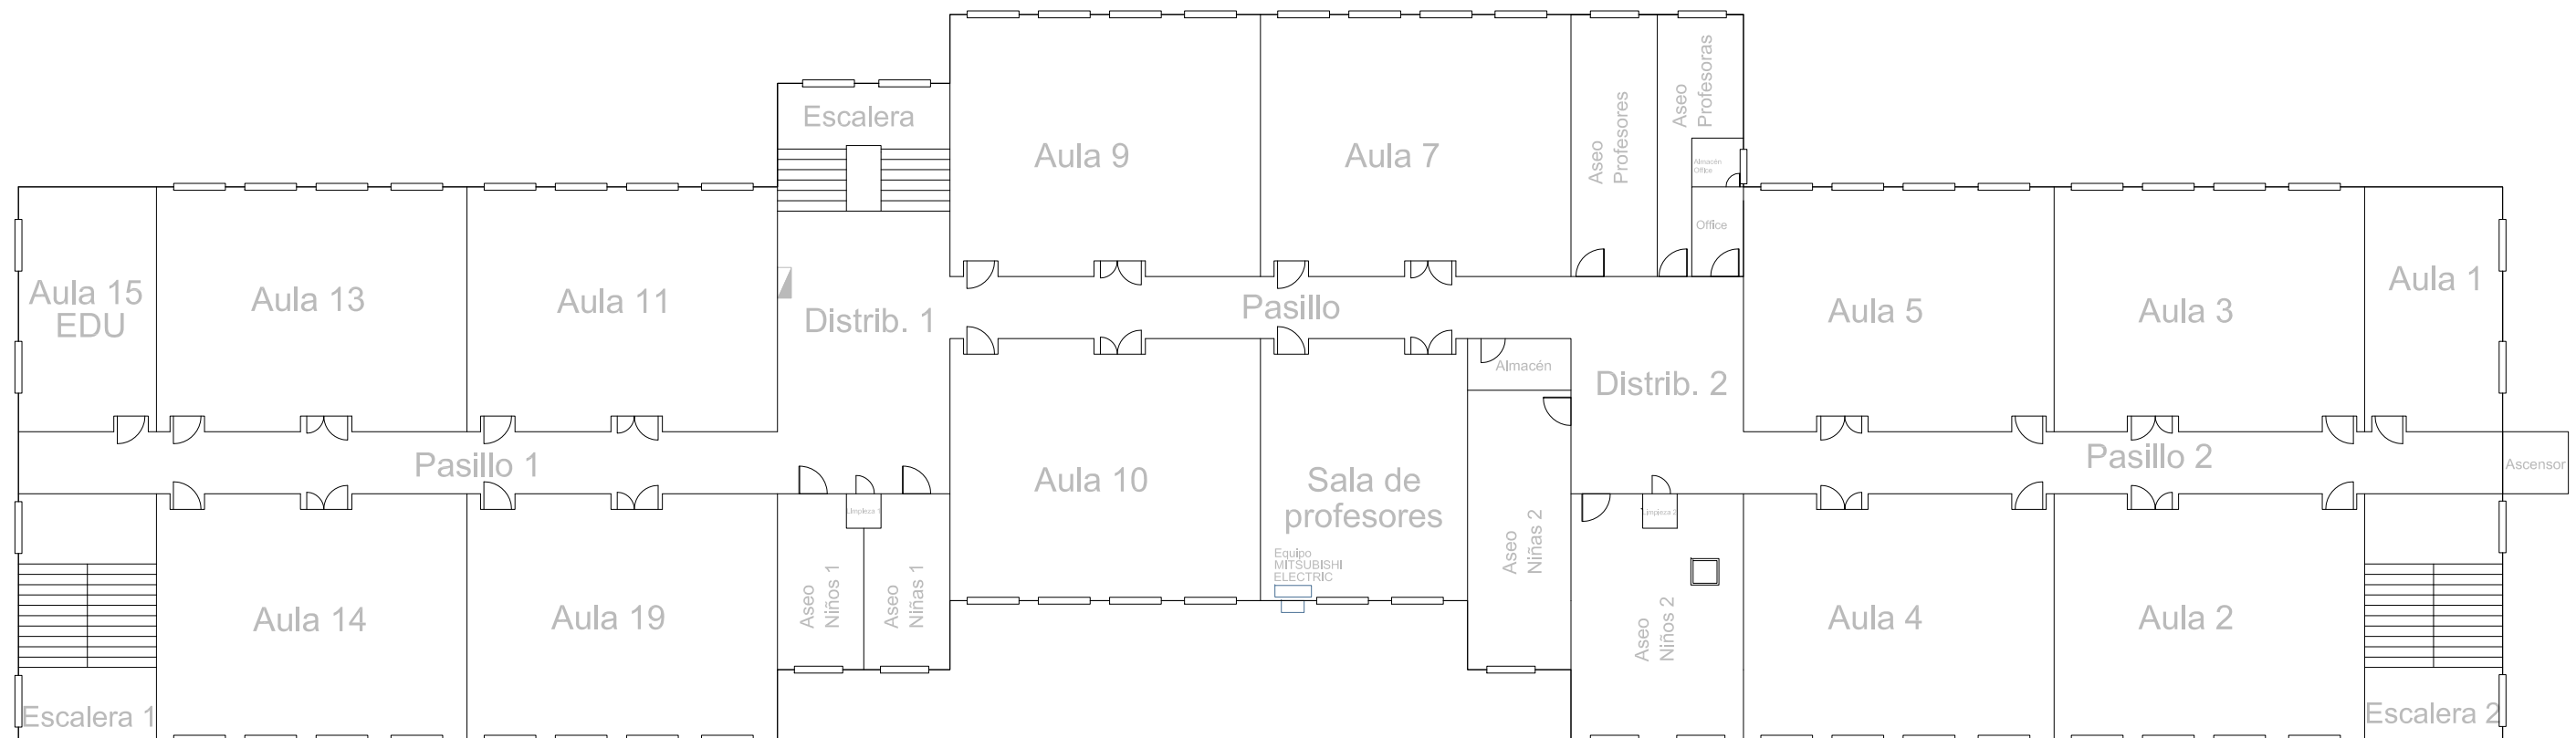 Escalera
Aula 9
Aula 7
Aseo
Profesores
Aseo
Profesoras
Almacén
Office
Office
Aula 15
EDU
Aula 13
Aula 11
Distrib. 1
Pasillo
Aula 5
Aula 3
Aula 1
Almacén
Distrib. 2
Pasillo 1
Pasillo 2
Ascensor
Aula 10
Sala de
profesores
Equipo
MITSUBISHI
ELECTRIC
Limpieza 1
Limpieza 2
Aseo
Niñas 2
Aula 14
Aula 19
Aseo
Niños 1
Aseo
Niñas 1
Aseo
Niños 2
Aula 4
Aula 2
Escalera 1
Escalera 2